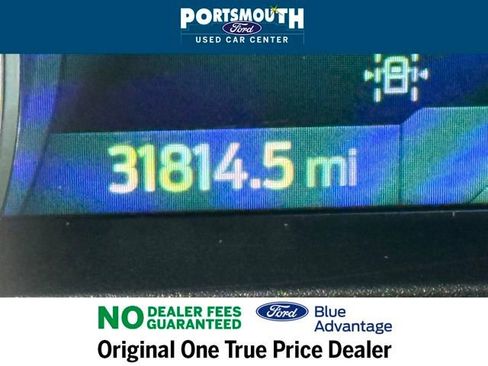 PORTSMOUTH
Ford
USED CAR CENTER
31814.5 mi
NO DEALER FEES
GUARANTEED
Ford
Blue
Advantage
Original One True Price Dealer